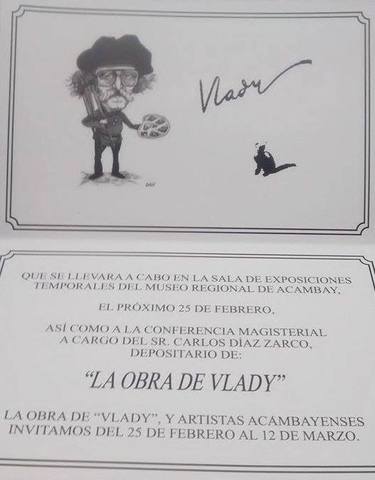 Vlady
QUE SE LLEVARA A CABO EN LA SALA DE EXPOSICIONES
TEMPORALES DEL MUSEO REGIONAL DE ACAMBAY,
EL PRÓXIMO 25 DE FEBRERO,
ASÍ COMO A LA CONFERENCIA MAGISTERIAL
A CARGO DEL SR. CARLOS DÍAZ ZARCO,
DEPOSITARIO DE:
“LA OBRA DE VLADY”
LA OBRA DE “VLADY”, Y ARTISTAS ACAMBAYENSES
INVITAMOS DEL 25 DE FEBRERO AL 12 DE MARZO.